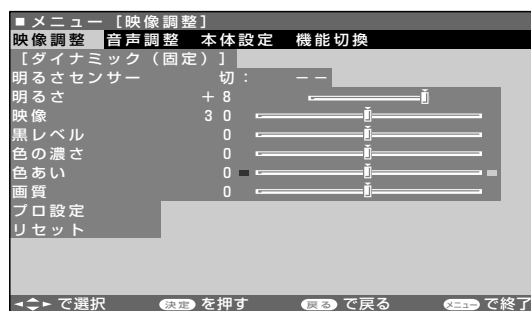 ■メニュー [映像調整]
映像調整 音声調整 本体設定 機能切換
[ダイナミック(固定)]
明るさセンサー 切: −−
明るさ +8
映像 30
黒レベル 0
色の濃さ 0
色あい 0
画質 0
プロ設定
リセット
で選択 決定 を押す 戻る で戻る メニュー で終了